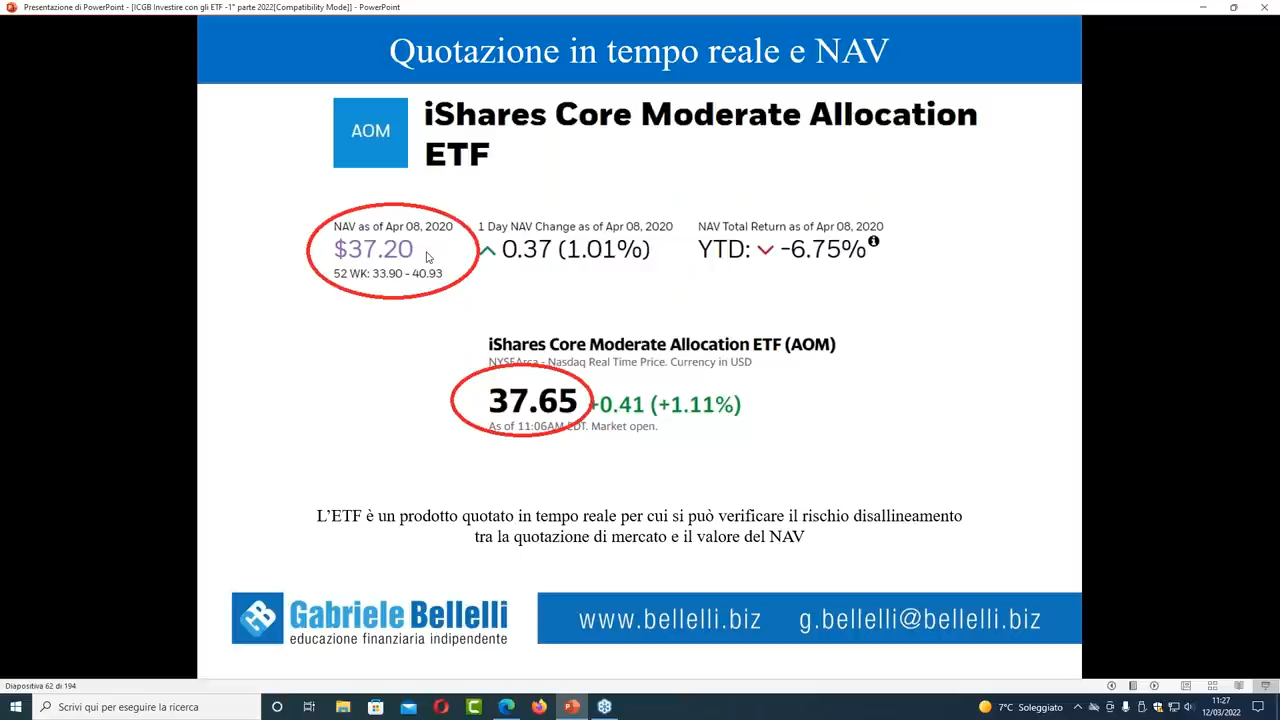 Presentazione di PowerPoint - [ICGB Investire con gli ETF -1° parte 2022[Compatibility Mode]] - PowerPoint
Quotazione in tempo reale e NAV
AOM
iShares Core Moderate Allocation
ETF
NAV as of Apr 08, 2020
$37.20
52 WK: 33.90 - 40.93
1 Day NAV Change as of Apr 08, 2020
0.37 (1.01%)
NAV Total Return as of Apr 08, 2020
YTD: -6.75%
iShares Core Moderate Allocation ETF (AOM)
NYSEArca - Nasdaq Real Time Price. Currency in USD
37.65 +0.41 (+1.11%)
As of 11:06AM EDT. Market open.
L'ETF è un prodotto quotato in tempo reale per cui si può verificare il rischio disallineamento
tra la quotazione di mercato e il valore del NAV
Gabriele Bellelli
educazione finanziaria indipendente
www.bellelli.biz g.bellelli@bellelli.biz
Diapositiva 62 di 194
Scrivi qui per eseguire la ricerca
7°C Soleggiato
11:27
12/03/2022